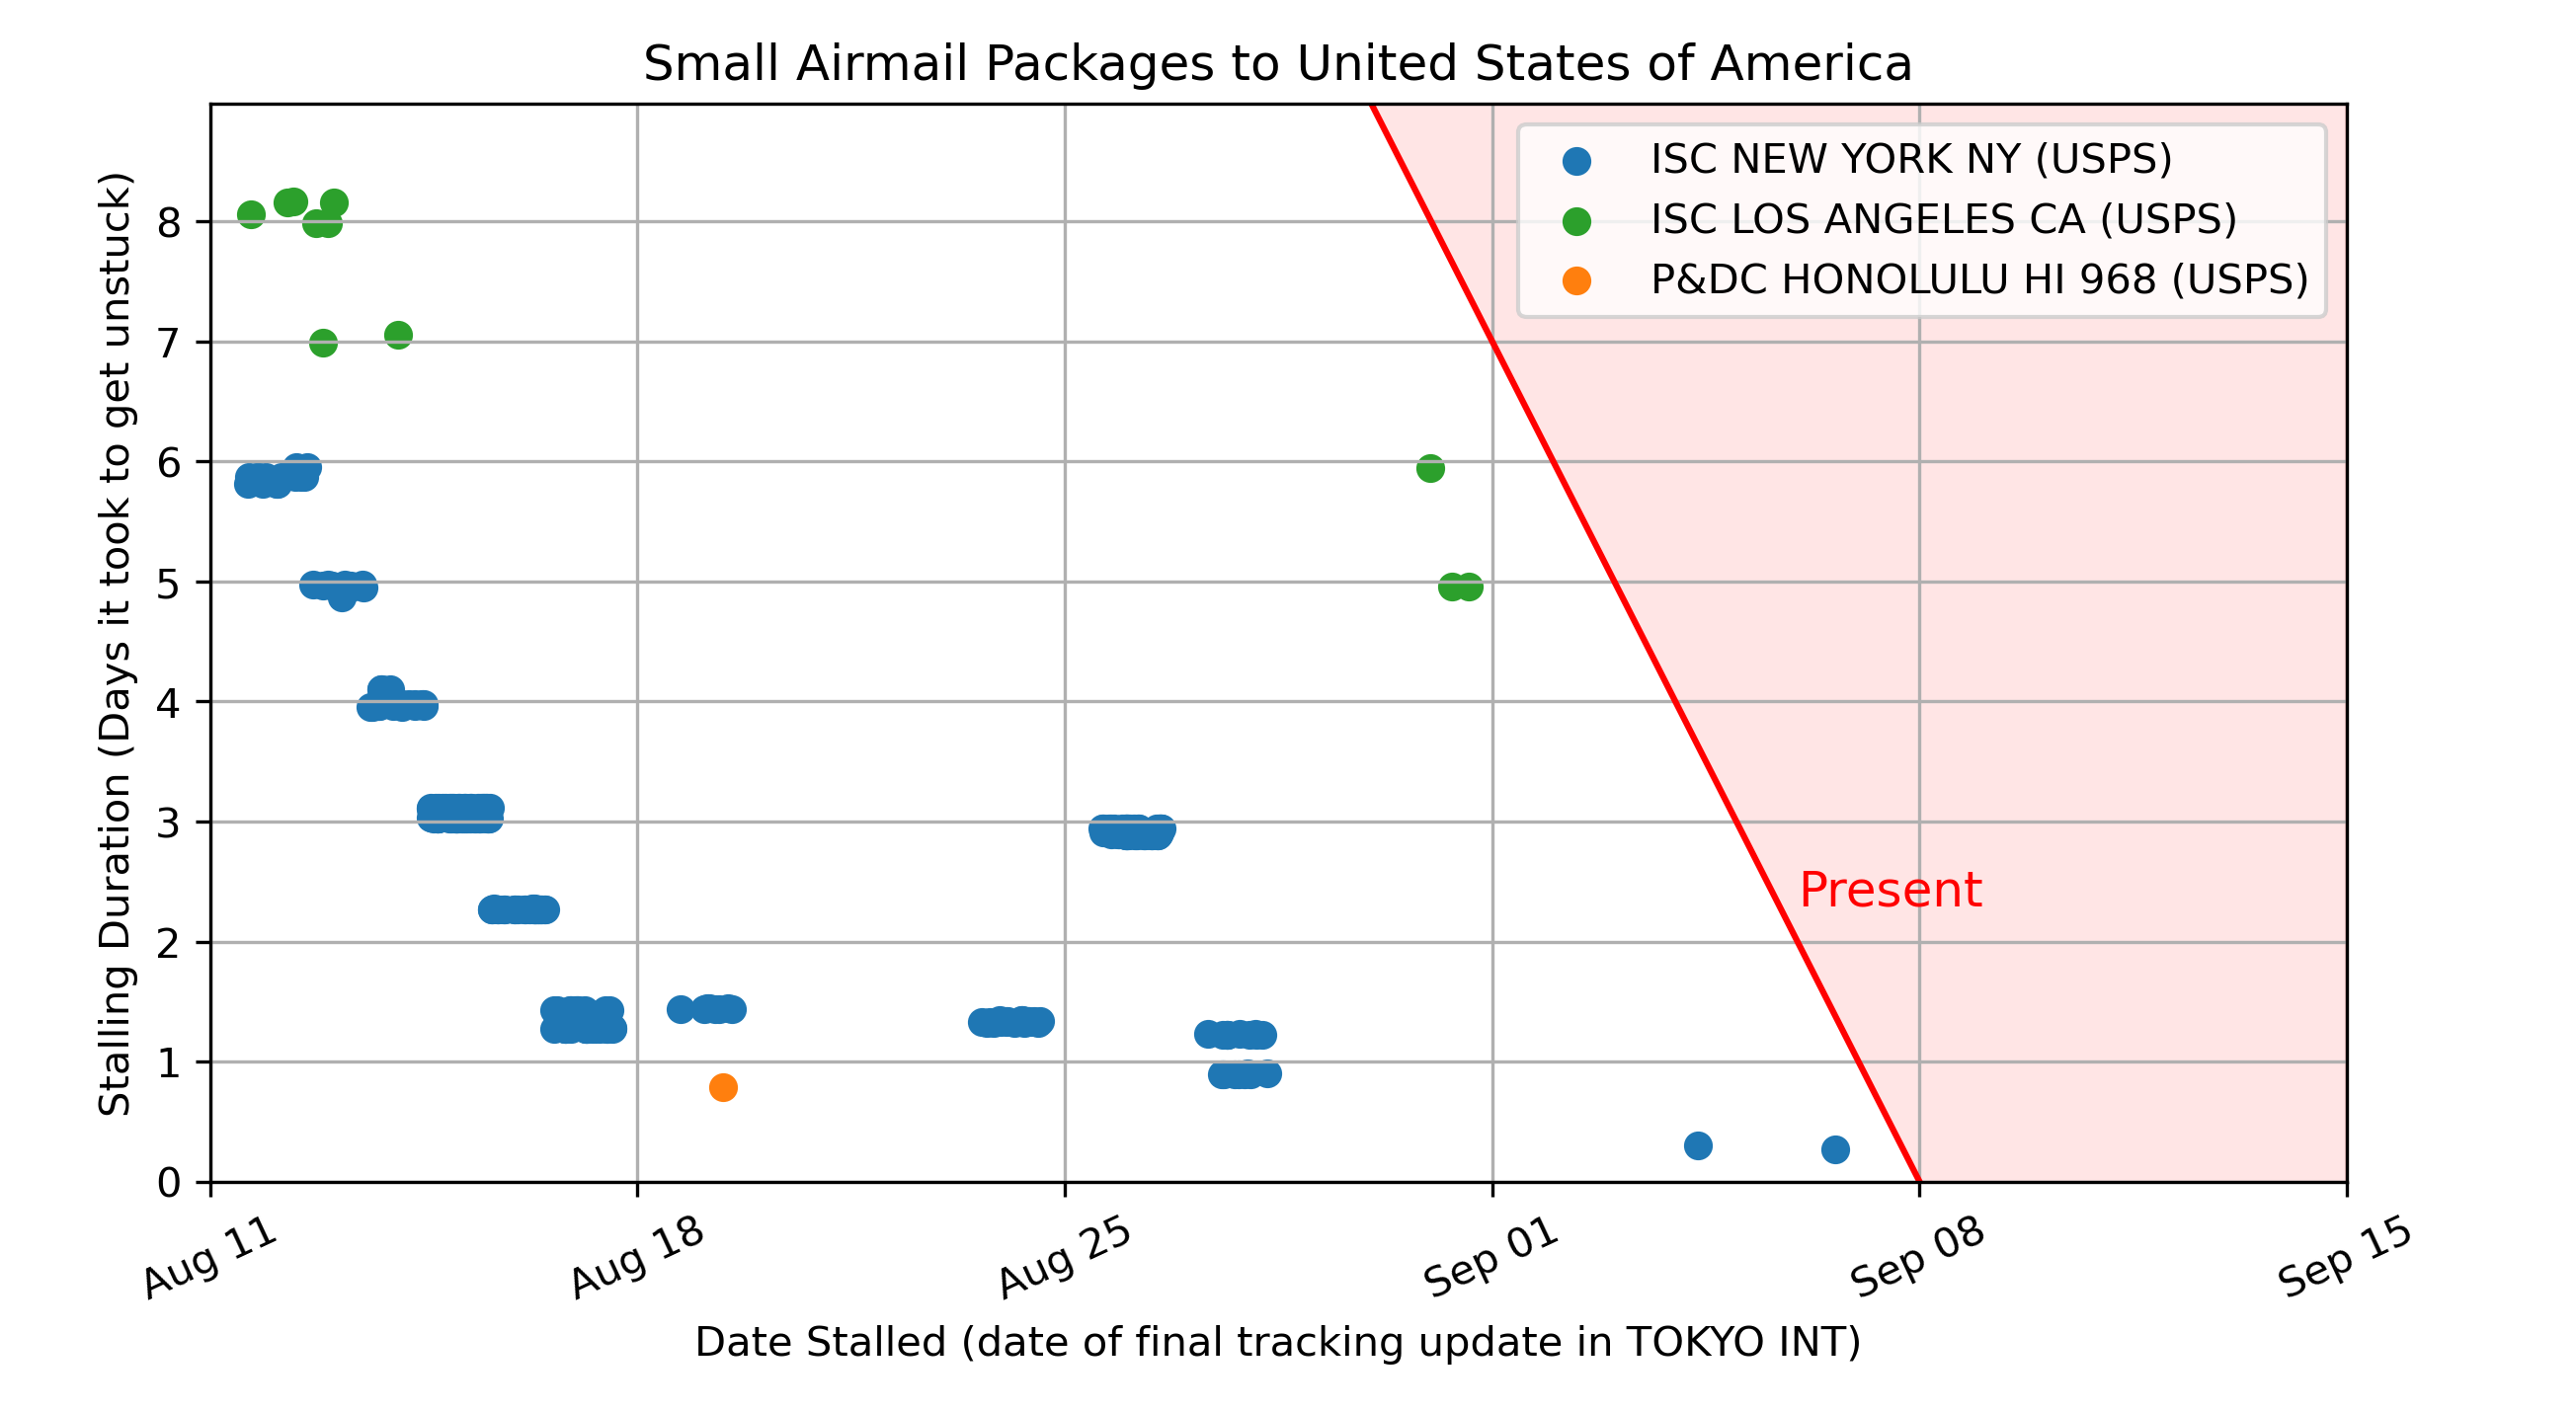 Small Airmail Packages to United States of America
Stalling Duration (Days it took to get unstuck)
8
7
6
5
4
3
2
1
0
ISC NEW YORK NY (USPS)
ISC LOS ANGELES CA (USPS)
P&DC HONOLULU HI 968 (USPS)
Present
Aug 11
Aug 18
Aug 25
Sep 01
Sep 08
Sep 15
Date Stalled (date of final tracking update in TOKYO INT)